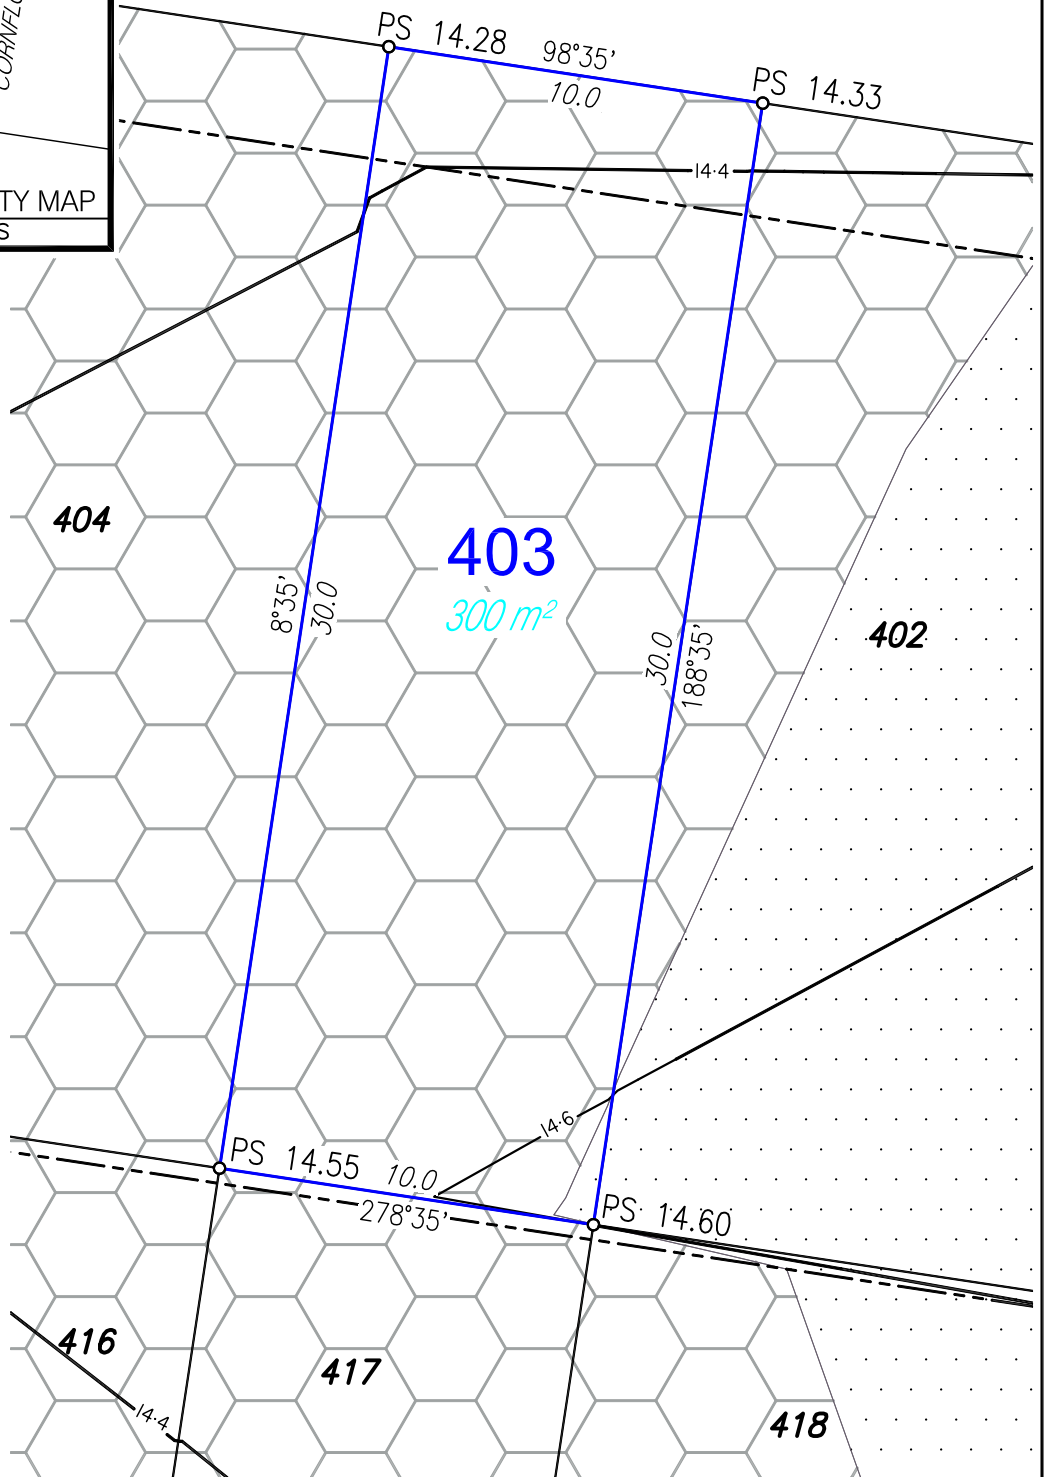 CORNFL
TY MAP
S
PS 14.28
98°35'
10.0
PS 14.33
14·4
404
403
300 m²
8°35'
30.0
30.0
188°35'
402
14·6
PS 14.55
10.0
278°35'
PS 14.60
416
417
14·4
418